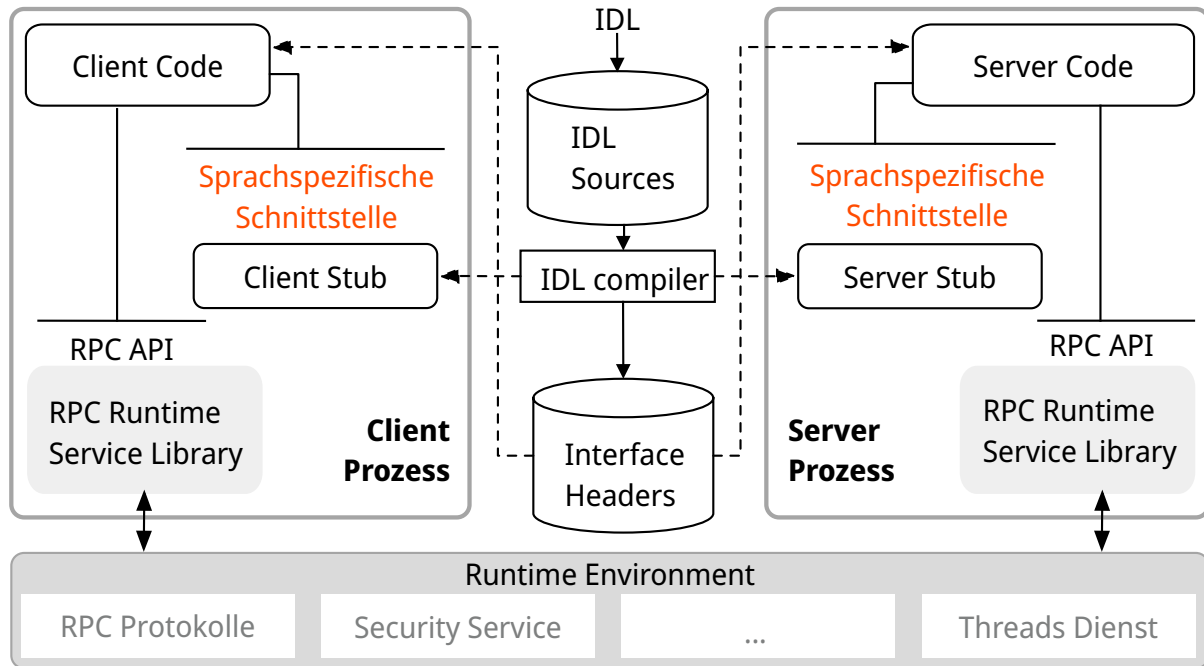 IDL
Client Code
Server Code
IDL
Sources
Sprachspezifische
Schnittstelle
Sprachspezifische
Schnittstelle
Client Stub
IDL compiler
Server Stub
RPC API
RPC API
RPC Runtime
Service Library
Client
Prozess
Interface
Headers
Server
Prozess
RPC Runtime
Service Library
Runtime Environment
RPC Protokolle
Security Service
...
Threads Dienst